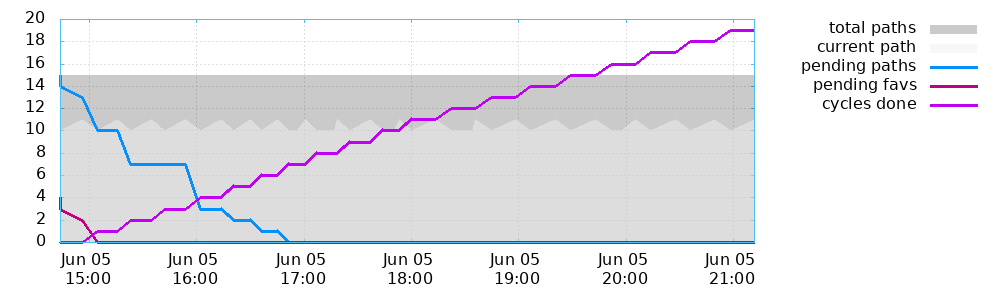 20
18
16
14
12
10
8
6
4
2
0
Jun 05 Jun 05 Jun 05 Jun 05 Jun 05 Jun 05 Jun 05
15:00 16:00 17:00 18:00 19:00 20:00 21:00
total paths
current path
pending paths
pending favs
cycles done